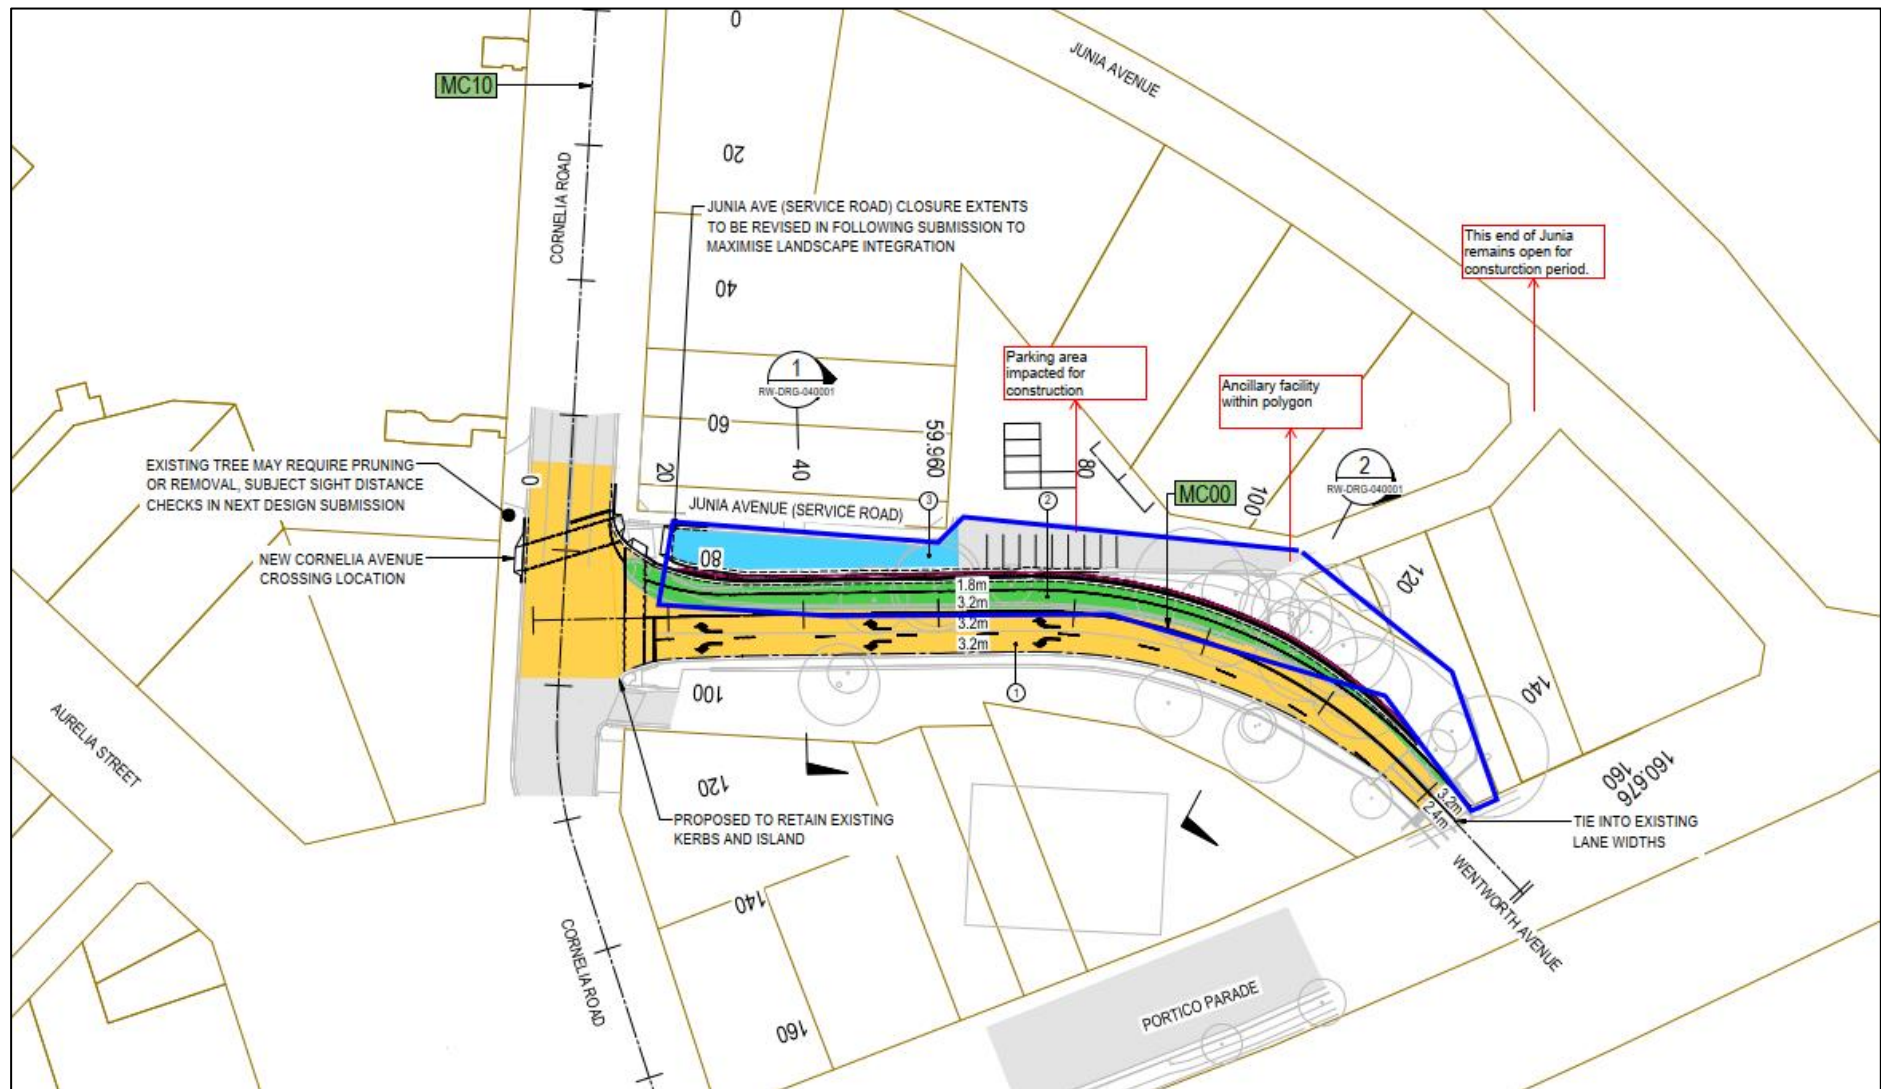 0
JUNIA AVENUE
MC10
20
CORNELIA ROAD
JUNIA AVE (SERVICE ROAD) CLOSURE EXTENTS
TO BE REVISED IN FOLLOWING SUBMISSION TO
MAXIMISE LANDSCAPE INTEGRATION
This end of Junia
remains open for
consturction period.
40
Parking area
impacted for
construction
1
RW-DRG-040001
Ancillary facility
within polygon
60
59.960
EXISTING TREE MAY REQUIRE PRUNING
OR REMOVAL, SUBJECT SIGHT DISTANCE
CHECKS IN NEXT DESIGN SUBMISSION
0
20
40
80
2
RW-DRG-040001
MC00
100
JUNIA AVENUE (SERVICE ROAD)
3
2
NEW CORNELIA AVENUE
CROSSING LOCATION
80
120
1.8m
3.2m
3.2m
3.2m
1
100
140
AURELIA STREET
120
160
160.676
3.2m
2.4m
PROPOSED TO RETAIN EXISTING
KERBS AND ISLAND
TIE INTO EXISTING
LANE WIDTHS
WENTWORTH AVENUE
140
CORNELIA ROAD
PORTICO PARADE
160